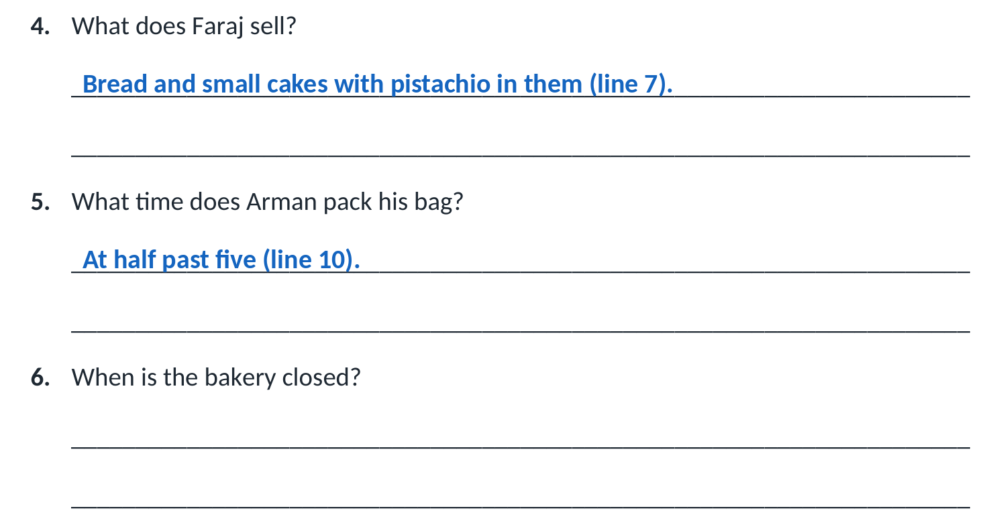 4. What does Faraj sell?
Bread and small cakes with pistachio in them (line 7).
5. What time does Arman pack his bag?
At half past five (line 10).
6. When is the bakery closed?